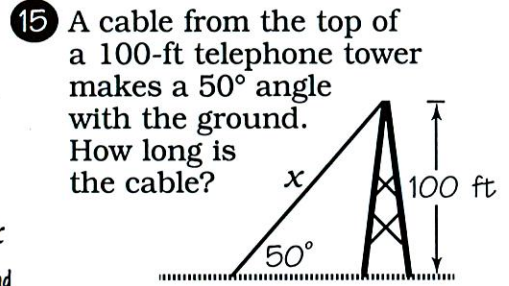 15 A cable from the top of
a 100-ft telephone tower
makes a 50° angle
with the ground.
How long is
the cable?
x
100 ft
50°